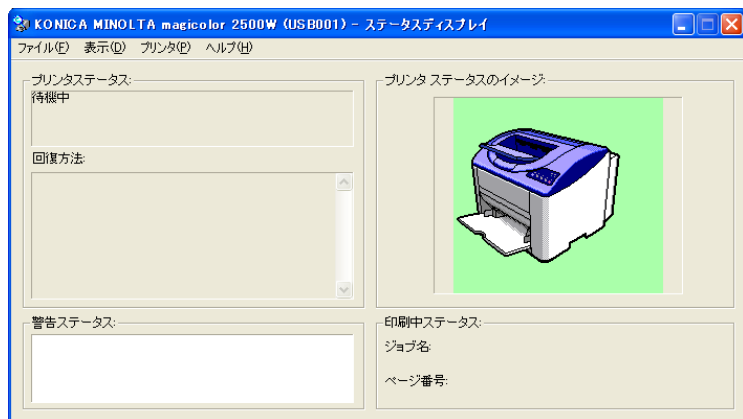 KONICA MINOLTA magicolor 2500W (USB001) - ステータスディスプレイ
ファイル(F) 表示(D) プリンタ(P) ヘルプ(H)
プリンタステータス:
待機中
回復方法:
プリンタ ステータスのイメージ:
警告ステータス:
印刷中ステータス:
ジョブ名:
ページ番号: